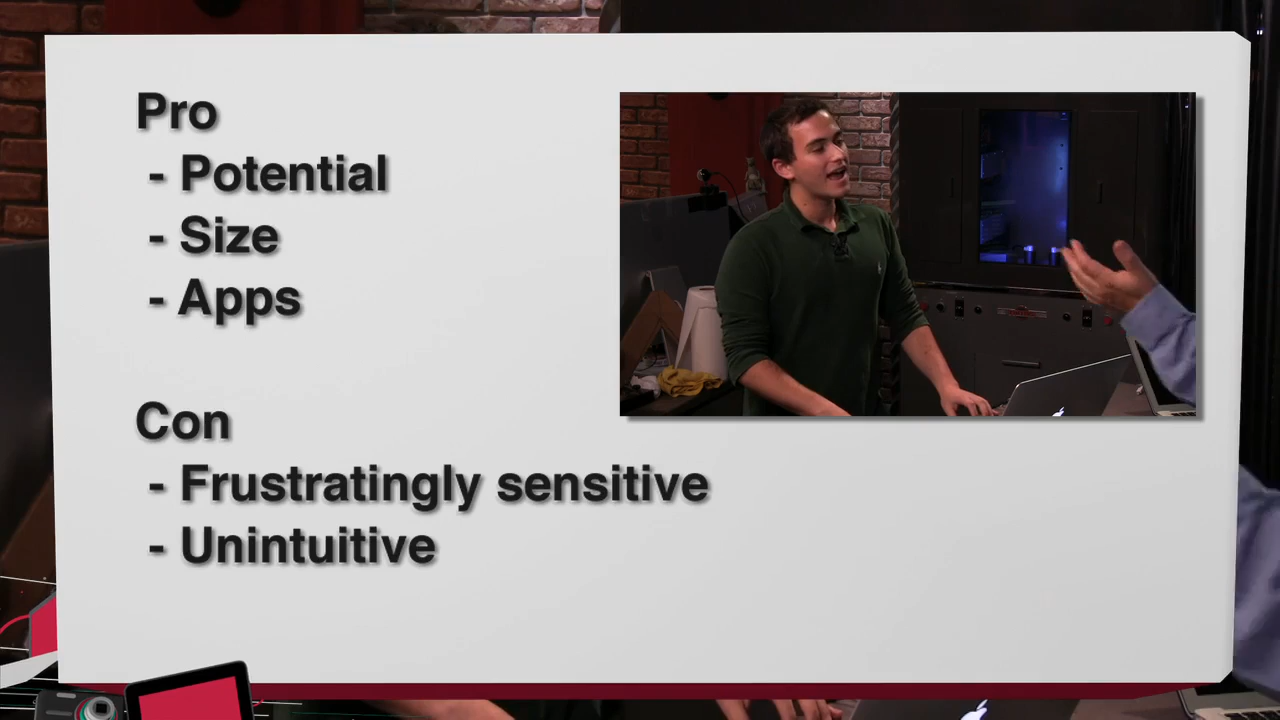 Pro
- Potential
- Size
- Apps
Con
- Frustratingly sensitive
- Unintuitive